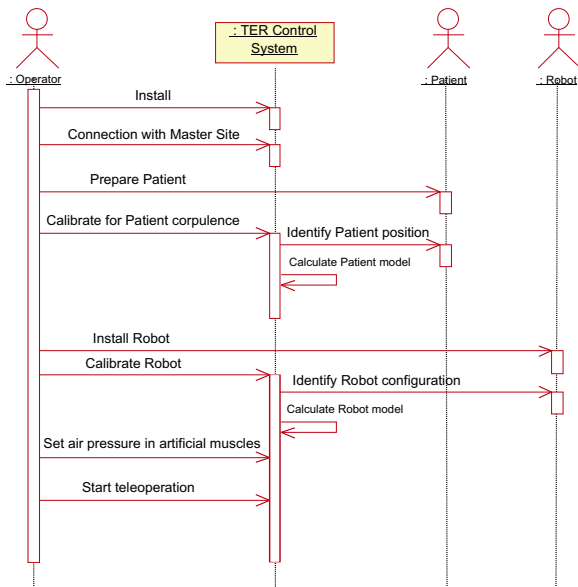 : TER Control
System
: Operator
: Patient
: Robot
Install
Connection with Master Site
Prepare Patient
Calibrate for Patient corpulence
Identify Patient position
Calculate Patient model
Install Robot
Calibrate Robot
Identify Robot configuration
Calculate Robot model
Set air pressure in artificial muscles
Start teleoperation